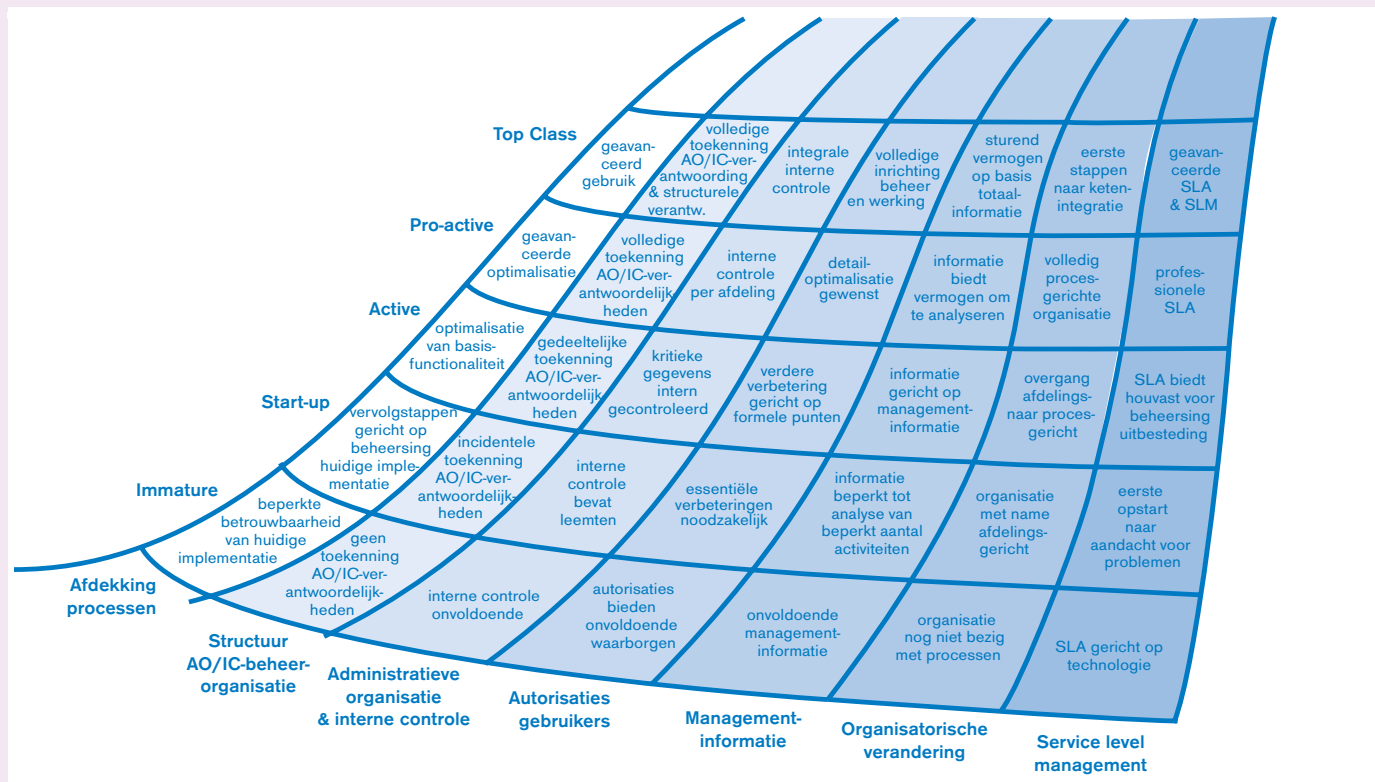 Top Class
geavan-
ceerd
gebruik
volledige
toekenning
AO/IC-ver-
antwoording
& structurele
verantw.
integrale
interne
controle
volledige
inrichting
beheer
en werking
sturend
vermogen
op basis
totaal-
informatie
eerste
stappen
naar keten-
integratie
geavan-
ceerde
SLA
& SLM
Pro-active
geavan-
ceerde
optimalisatie
volledige
toekenning
AO/IC-ver-
antwoordelijk-
heden
interne
controle
per afdeling
detail-
optimalisatie
gewenst
informatie
biedt
vermogen om
te analyseren
volledig
proces-
gerichte
organisatie
profes-
sionele
SLA
Active
optimalisatie
van basis-
functionaliteit
gedeeltelijke
toekenning
AO/IC-ver-
antwoordelijk-
heden
kritieke
gegevens
intern
gecontroleerd
verdere
verbetering
gericht op
formele punten
informatie
gericht op
management-
informatie
overgang
afdelings-
naar proces-
gericht
SLA biedt
houvast voor
beheersing
uitbesteding
Start-up
vervolgstappen
gericht op
beheersing
huidige imple-
mentatie
incidentele
toekenning
AO/IC-ver-
antwoordelijk-
heden
interne
controle
bevat
leemten
essentiële
verbeteringen
noodzakelijk
informatie
beperkt tot
analyse van
beperkt aantal
activiteiten
organisatie
met name
afdelings-
gericht
eerste
opstart
naar
aandacht voor
problemen
Immature
beperkte
betrouwbaarheid
van huidige
implementatie
geen
toekenning
AO/IC-ver-
antwoordelijk-
heden
interne controle
onvoldoende
autorisaties
bieden
onvoldoende
waarborgen
onvoldoende
management-
informatie
organisatie
nog niet bezig
met processen
SLA gericht op
technologie
Afdekking
processen
Structuur
AO/IC-beheer-
organisatie
Administratieve
organisatie
& interne controle
Autorisaties
gebruikers
Management-
informatie
Organisatorische
verandering
Service level
management